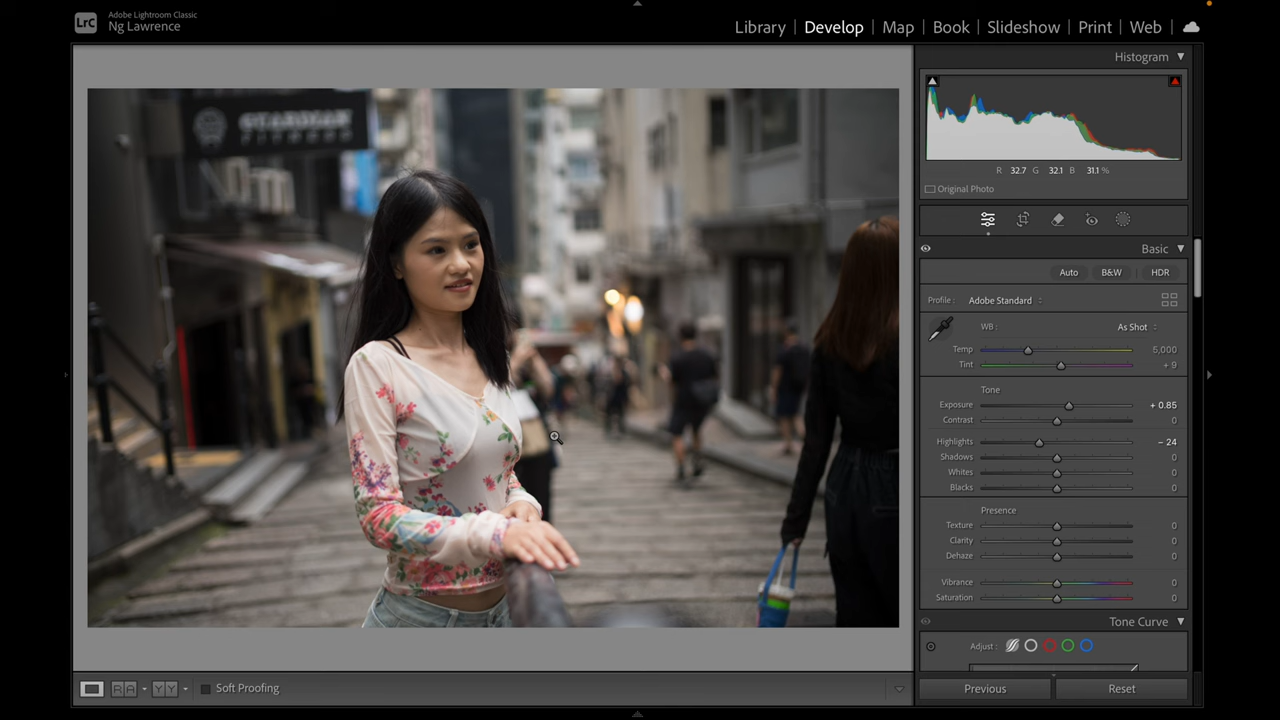 Adobe Lightroom Classic
LrC
Ng Lawrence
Library | Develop | Map | Book | Slideshow | Print | Web
Histogram
R 32.7 G 32.1 B 31.1 %
Original Photo
Basic
Auto B&W HDR
Profile : Adobe Standard
WB : As Shot
Temp 5,000
Tint + 9
Tone
Exposure + 0.85
Contrast 0
Highlights – 24
Shadows 0
Whites 0
Blacks 0
Presence
Texture 0
Clarity 0
Dehaze 0
Vibrance 0
Saturation 0
Tone Curve
Adjust :
R A Y Y Soft Proofing
Previous Reset